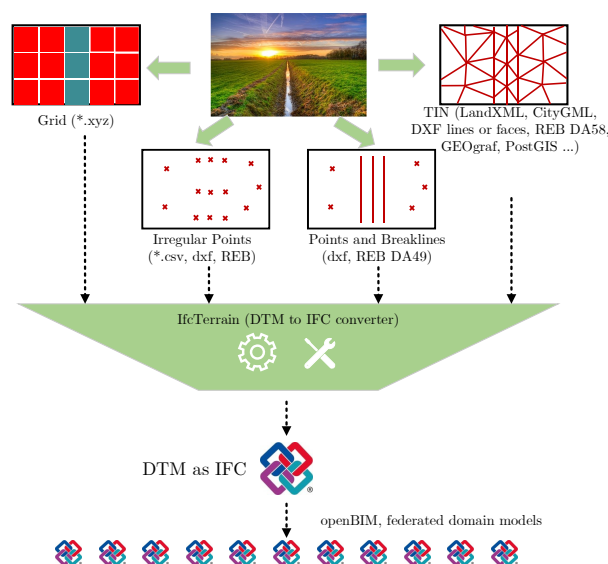 Grid (*.xyz)
TIN (LandXML, CityGML,
DXF lines or faces, REB DA58,
GEOgraf, PostGIS ...)
Irregular Points
(*.csv, dxf, REB)
Points and Breaklines
(dxf, REB DA49)
IfcTerrain (DTM to IFC converter)
DTM as IFC
®
openBIM, federated domain models